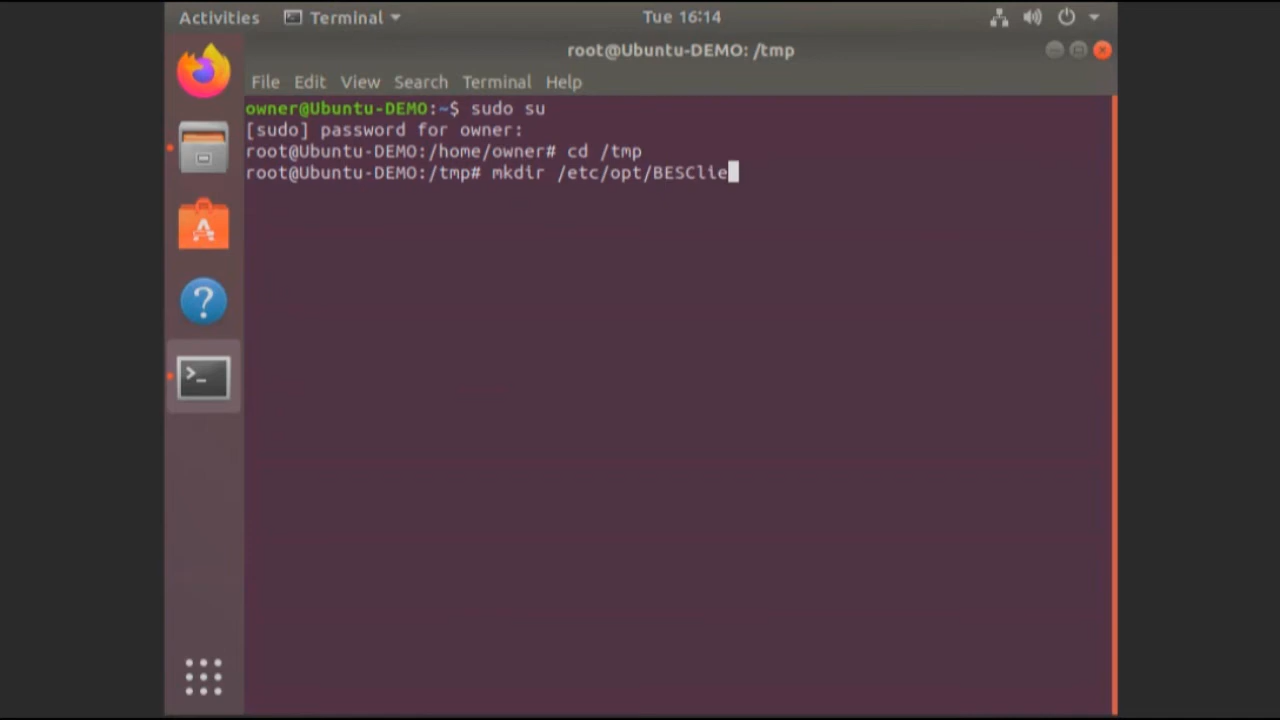 Activities Terminal Tue 16:14
root@Ubuntu-DEMO: /tmp
File Edit View Search Terminal Help
owner@Ubuntu-DEMO:~$ sudo su
[sudo] password for owner:
root@Ubuntu-DEMO:/home/owner# cd /tmp
root@Ubuntu-DEMO:/tmp# mkdir /etc/opt/BESClie